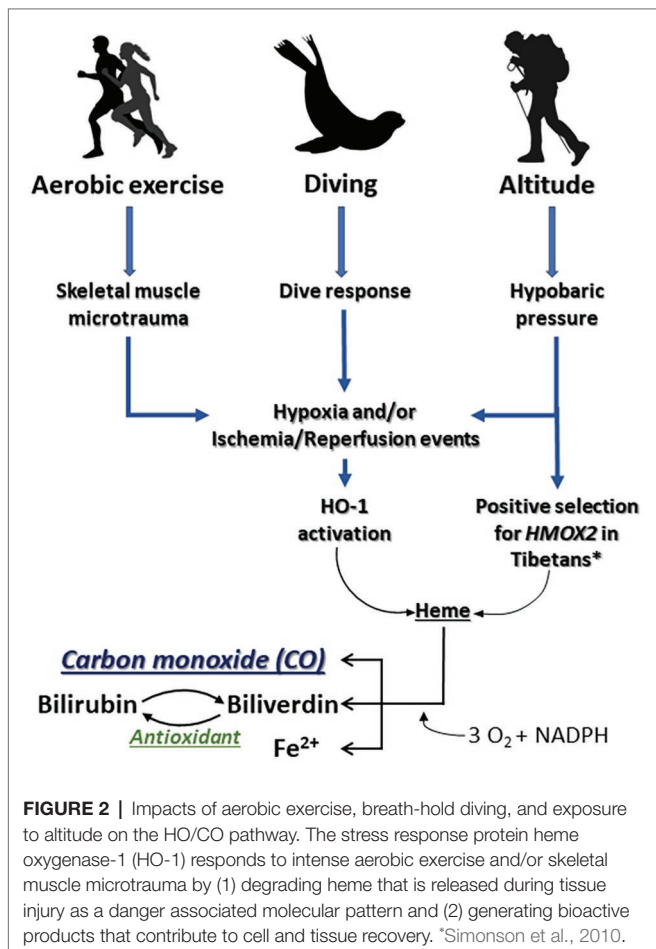 Aerobic exercise
Diving
Altitude
Skeletal muscle
microtrauma
Dive response
Hypobaric
pressure
Hypoxia and/or
Ischemia/Reperfusion events
HO-1
activation
Positive selection
for HMOX2 in
Tibetans*
Heme
Carbon monoxide (CO)
Bilirubin
Biliverdin
Antioxidant
Fe²⁺
3 O₂ + NADPH
FIGURE 2 | Impacts of aerobic exercise, breath-hold diving, and exposure
to altitude on the HO/CO pathway. The stress response protein heme
oxygenase-1 (HO-1) responds to intense aerobic exercise and/or skeletal
muscle microtrauma by (1) degrading heme that is released during tissue
injury as a danger associated molecular pattern and (2) generating bioactive
products that contribute to cell and tissue recovery. *Simonson et al., 2010.